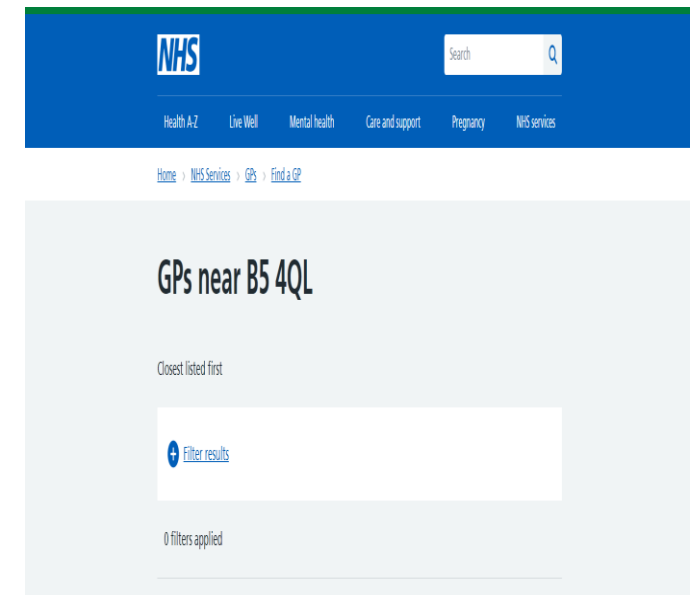 NHS
Search
Health A-Z Live Well Mental health Care and support Pregnancy NHS services
Home > NHS Services > GPs > Find a GP
GPs near B5 4QL
Closest listed first
Filter results
0 filters applied